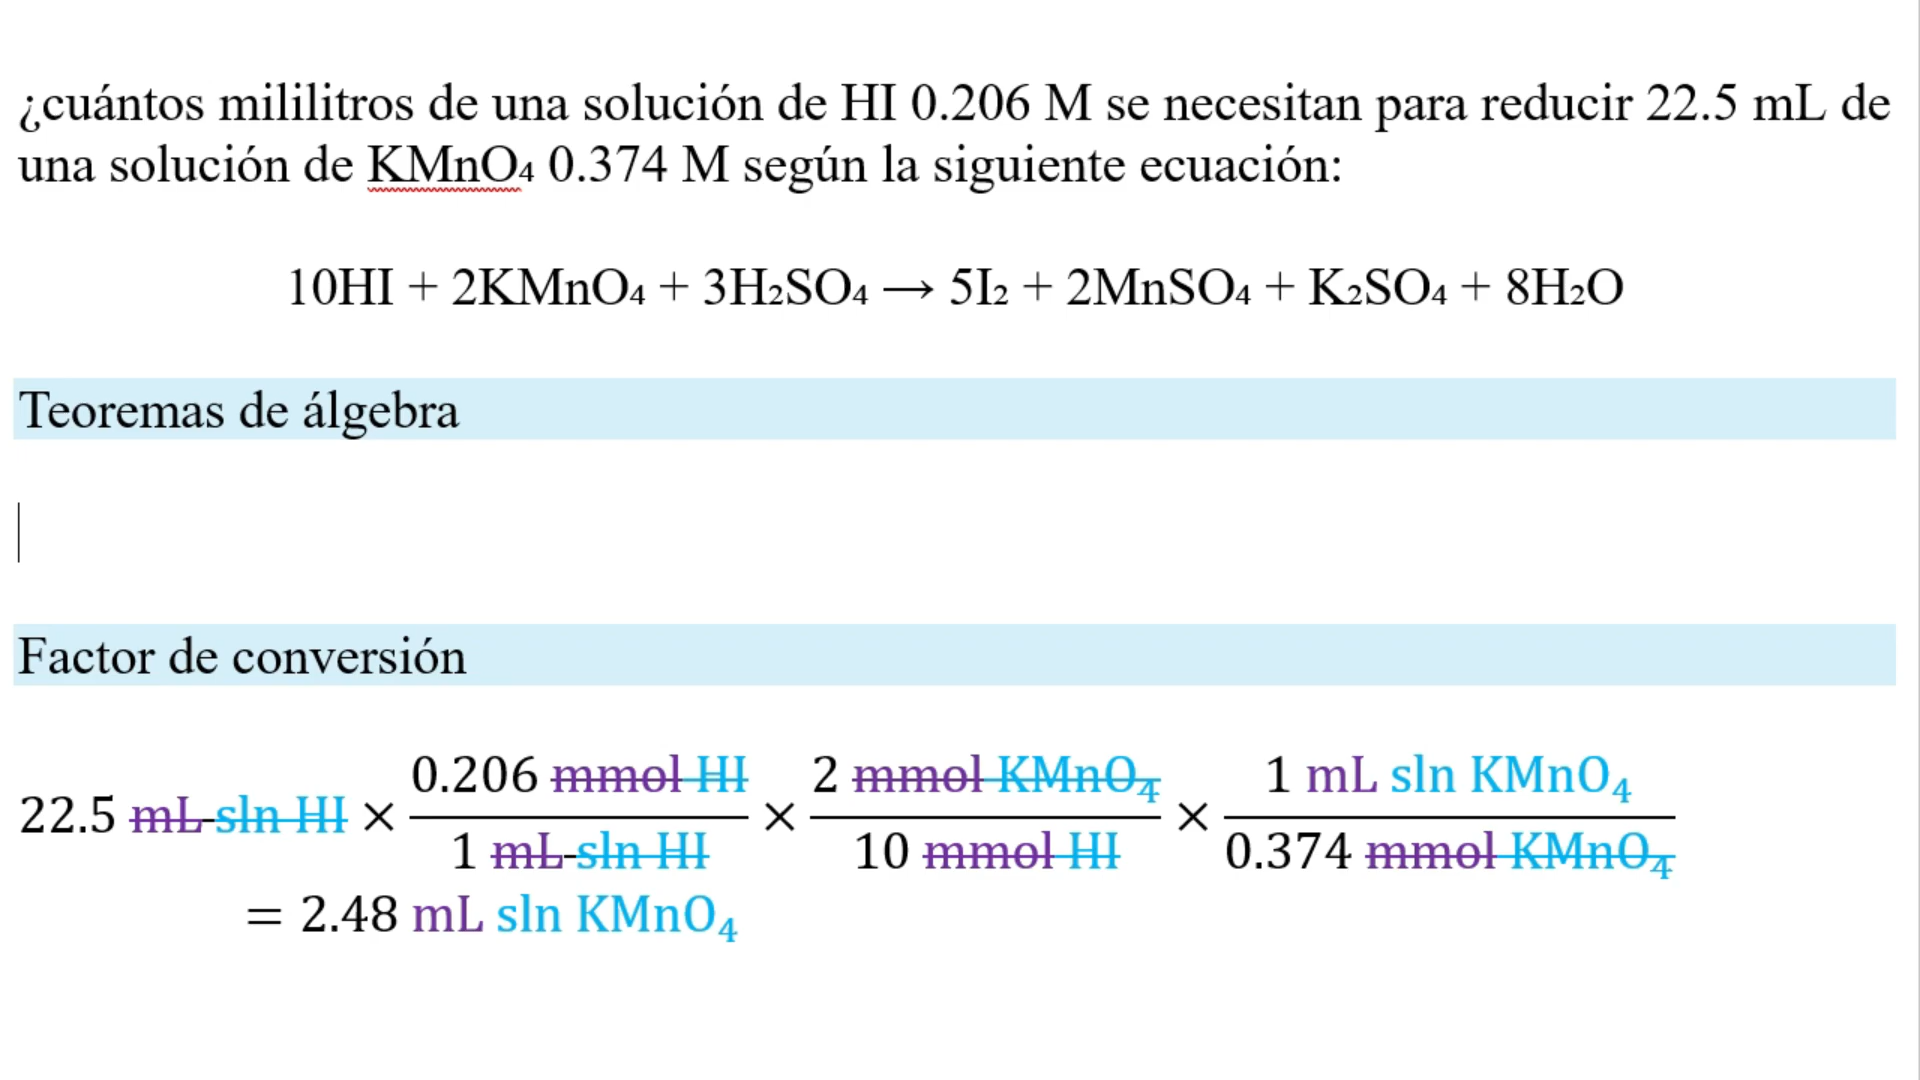 ¿cuántos mililitros de una solución de HI 0.206 M se necesitan para reducir 22.5 mL de
una solución de KMnO₄ 0.374 M según la siguiente ecuación:
10HI + 2KMnO₄ + 3H₂SO₄ → 5I₂ + 2MnSO₄ + K₂SO₄ + 8H₂O
Teoremas de álgebra
Factor de conversión
22.5 mL sln HI × 0.206 mmol HI / 1 mL sln HI × 2 mmol KMnO₄ / 10 mmol HI × 1 mL sln KMnO₄ / 0.374 mmol KMnO₄
= 2.48 mL sln KMnO₄